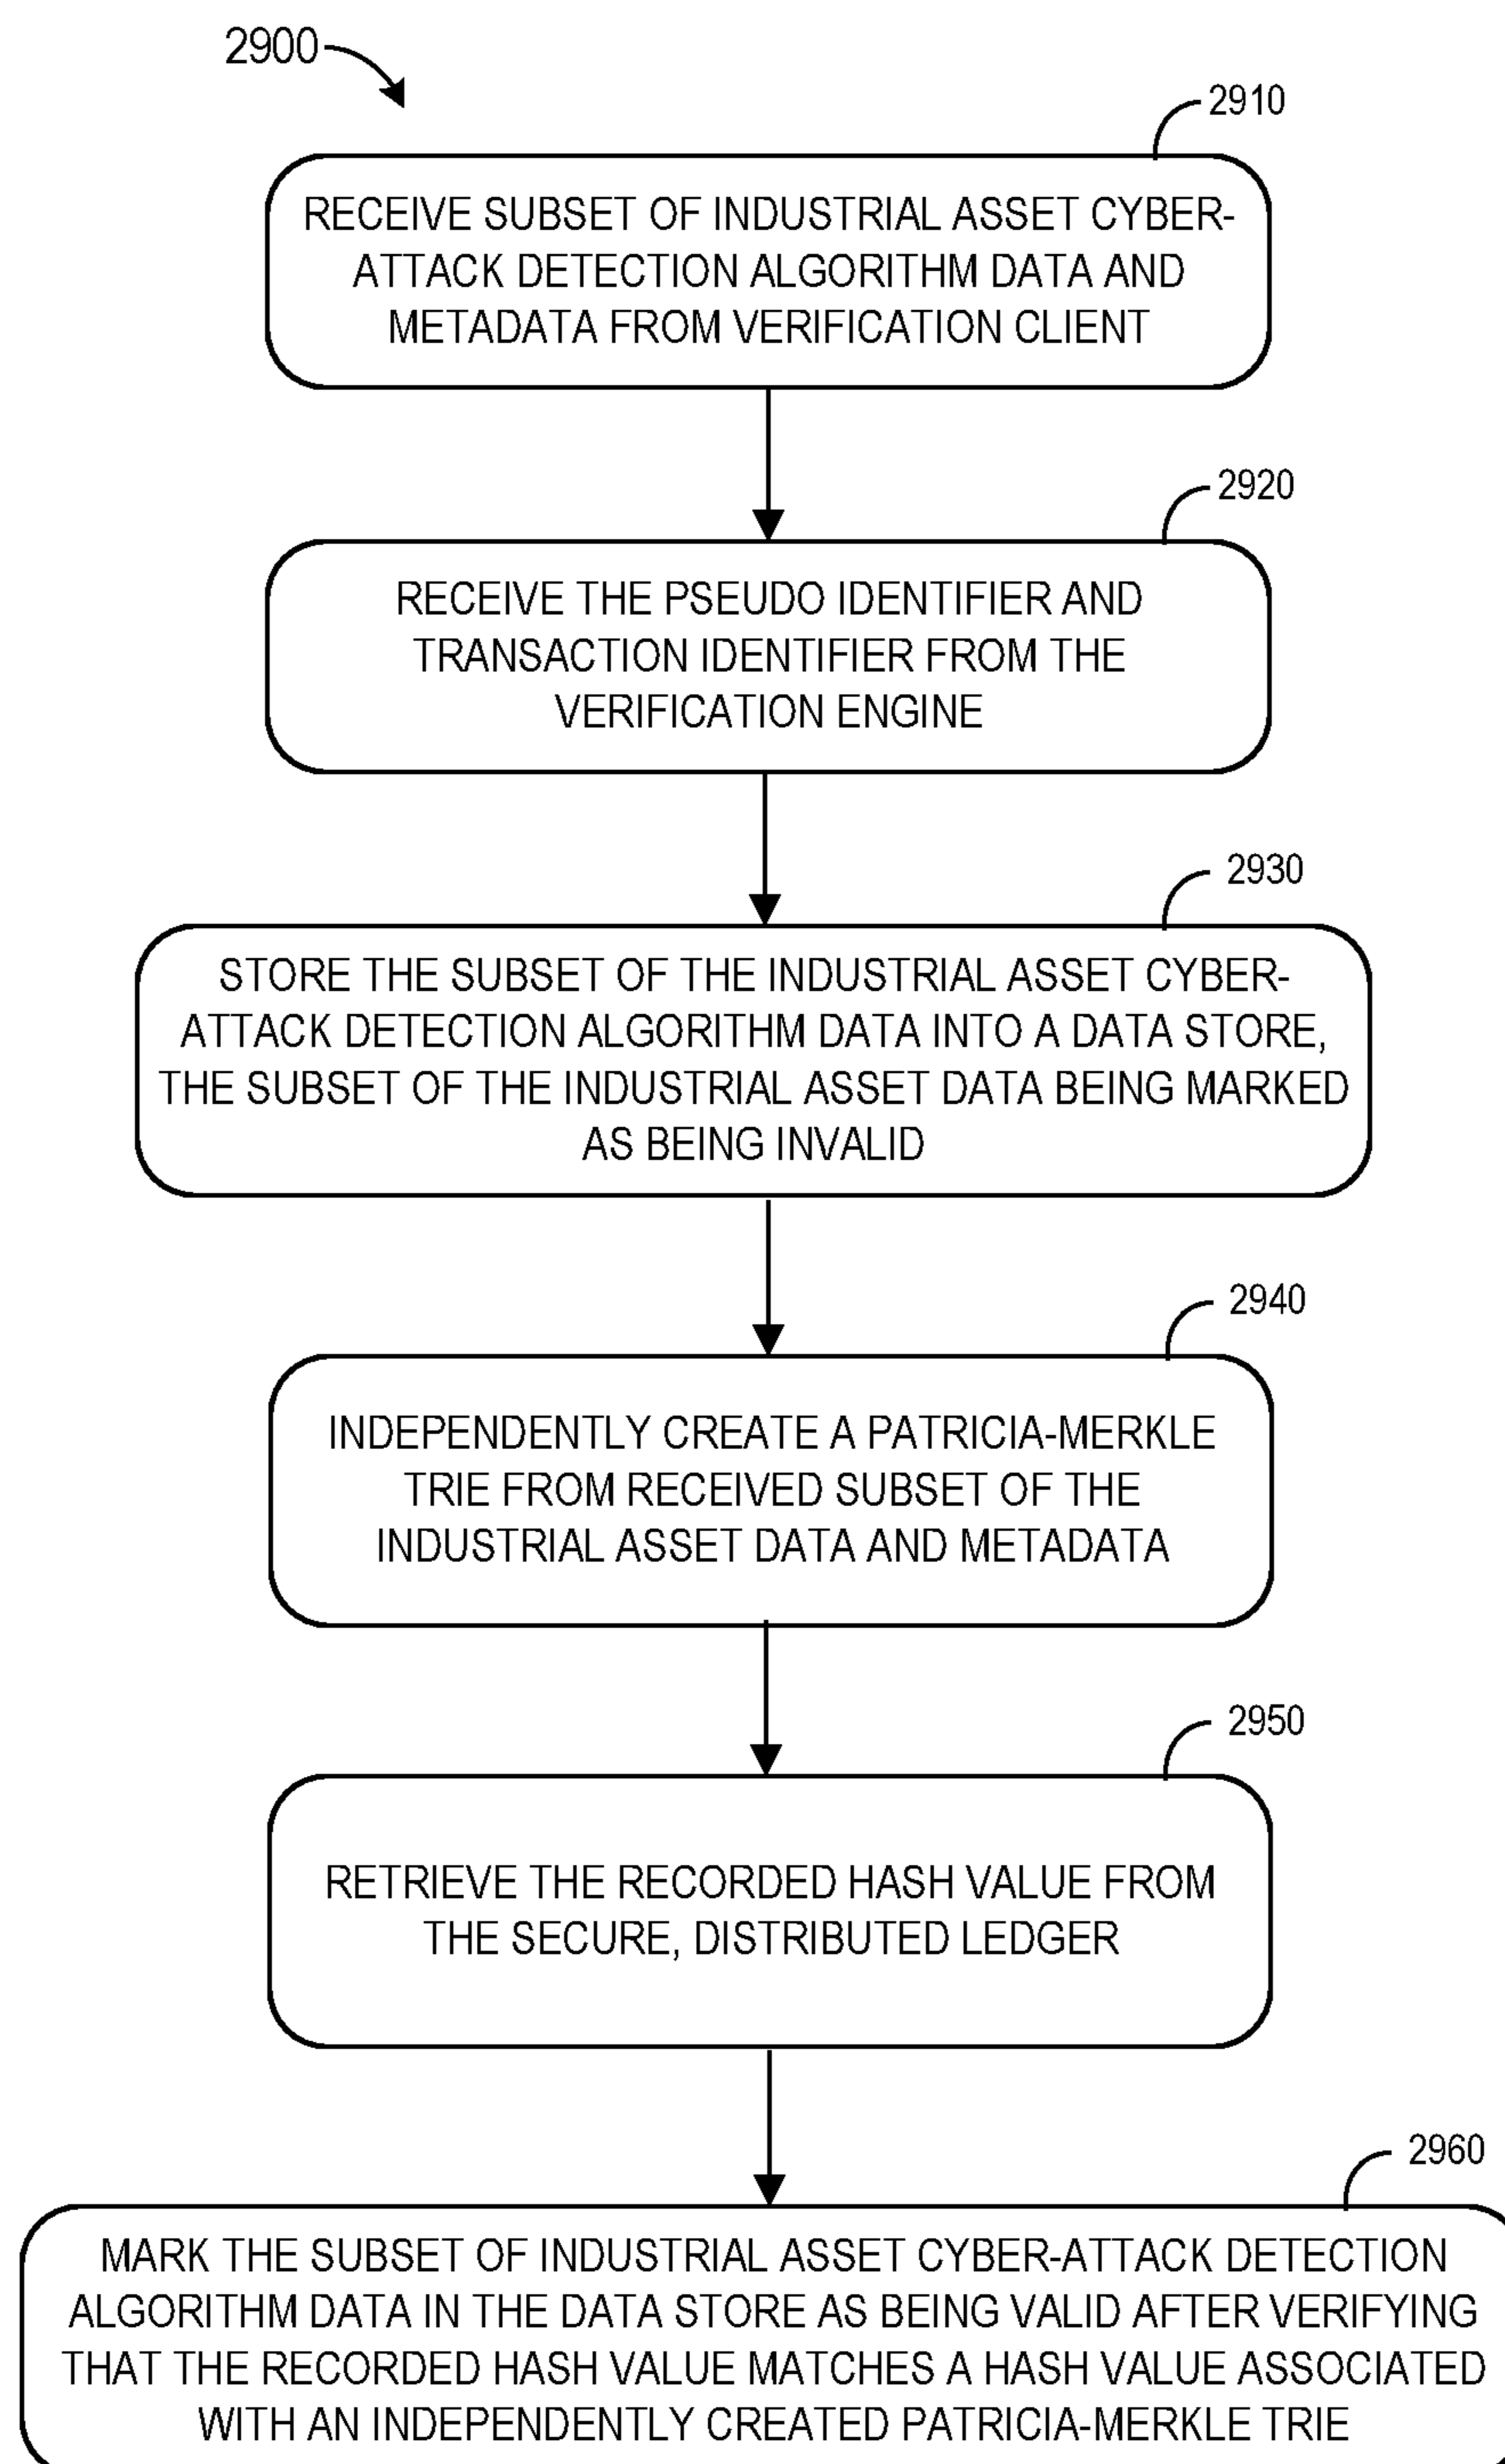 2900
2910
RECEIVE SUBSET OF INDUSTRIAL ASSET CYBER-
ATTACK DETECTION ALGORITHM DATA AND
METADATA FROM VERIFICATION CLIENT
2920
RECEIVE THE PSEUDO IDENTIFIER AND
TRANSACTION IDENTIFIER FROM THE
VERIFICATION ENGINE
2930
STORE THE SUBSET OF THE INDUSTRIAL ASSET CYBER-
ATTACK DETECTION ALGORITHM DATA INTO A DATA STORE,
THE SUBSET OF THE INDUSTRIAL ASSET DATA BEING MARKED
AS BEING INVALID
2940
INDEPENDENTLY CREATE A PATRICIA-MERKLE
TRIE FROM RECEIVED SUBSET OF THE
INDUSTRIAL ASSET DATA AND METADATA
2950
RETRIEVE THE RECORDED HASH VALUE FROM
THE SECURE, DISTRIBUTED LEDGER
2960
MARK THE SUBSET OF INDUSTRIAL ASSET CYBER-ATTACK DETECTION
ALGORITHM DATA IN THE DATA STORE AS BEING VALID AFTER VERIFYING
THAT THE RECORDED HASH VALUE MATCHES A HASH VALUE ASSOCIATED
WITH AN INDEPENDENTLY CREATED PATRICIA-MERKLE TRIE